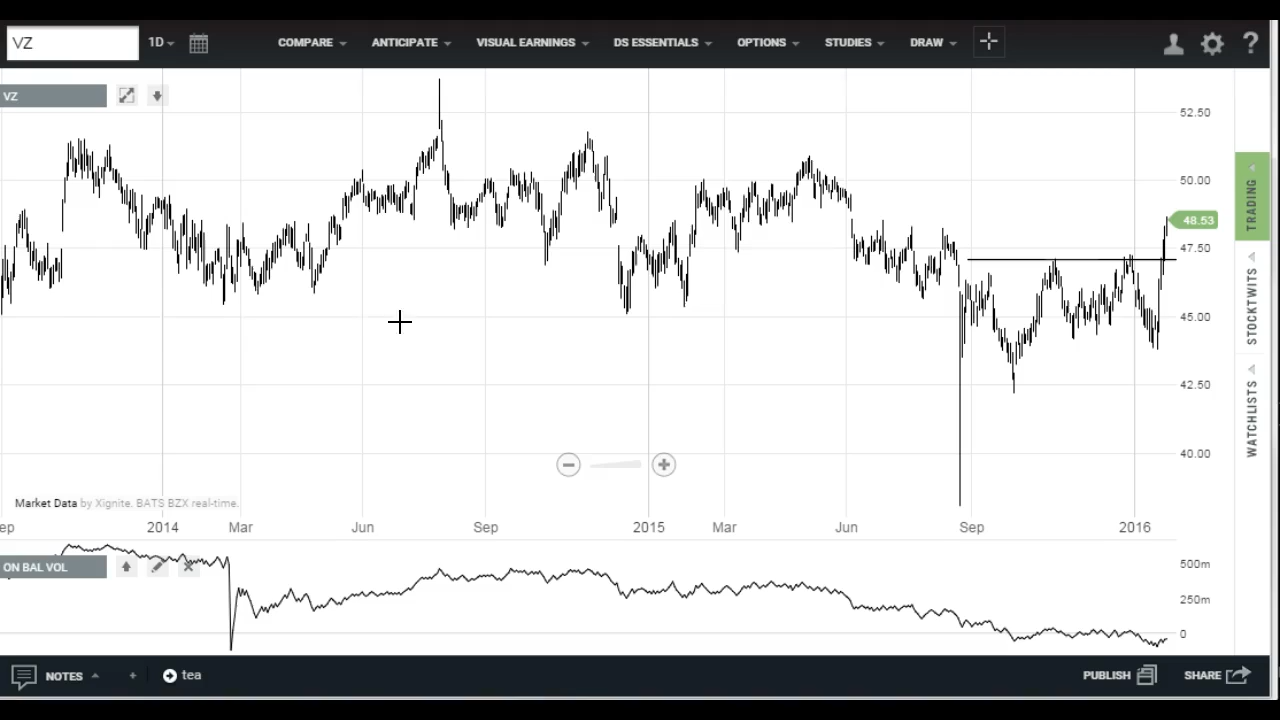 VZ 1D COMPARE ANTICIPATE VISUAL EARNINGS DS ESSENTIALS OPTIONS STUDIES DRAW ?
VZ
52.50
50.00
48.53
47.50
45.00
42.50
40.00
TRADING
STOCKTWITS
WATCHLISTS
Market Data by Xignite. BATS BZX real-time.
ep 2014 Mar Jun Sep 2015 Mar Jun Sep 2016
ON BAL VOL
500m
250m
0
NOTES + tea PUBLISH SHARE